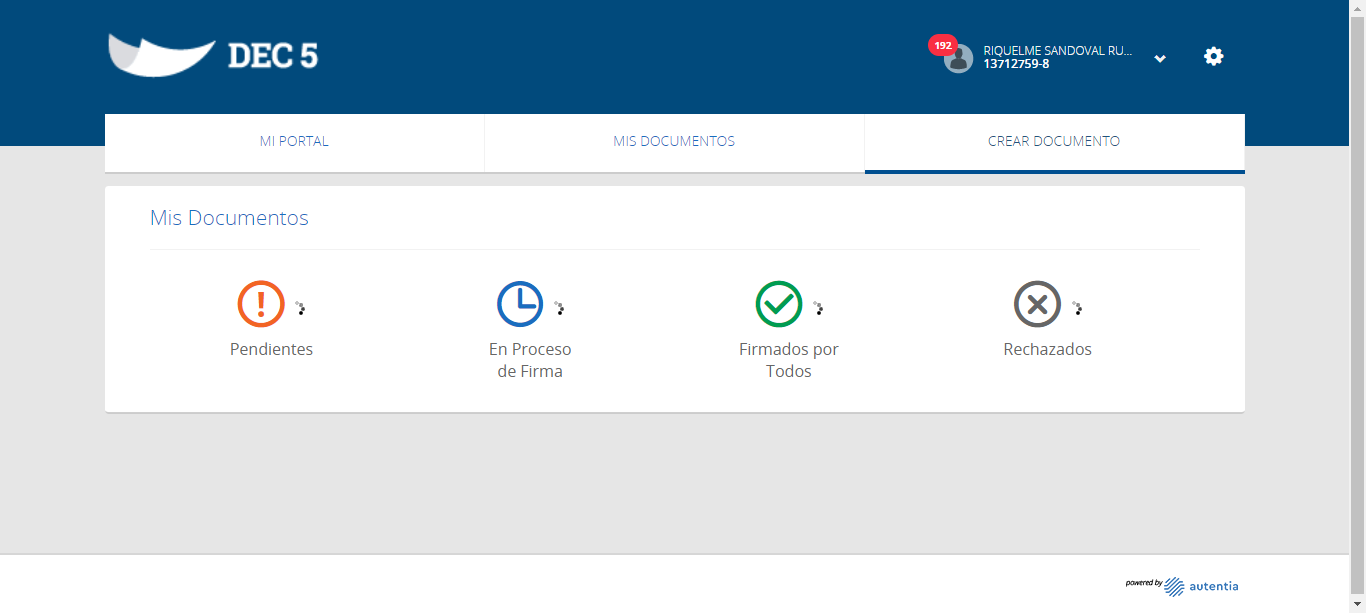 DEC 5
192
RIQUELME SANDOVAL RU...
13712759-8
MI PORTAL
MIS DOCUMENTOS
CREAR DOCUMENTO
Mis Documentos
Pendientes
En Proceso
de Firma
Firmados por
Todos
Rechazados
powered by autentia